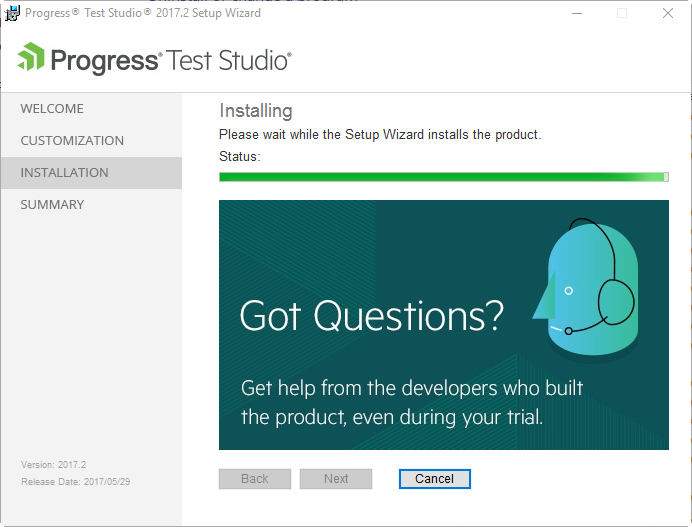 Progress® Test Studio® 2017.2 Setup Wizard
Progress® Test Studio®
WELCOME
CUSTOMIZATION
INSTALLATION
SUMMARY
Installing
Please wait while the Setup Wizard installs the product.
Status:
Got Questions?
Get help from the developers who built
the product, even during your trial.
Version: 2017.2
Release Date: 2017/05/29
Back
Next
Cancel